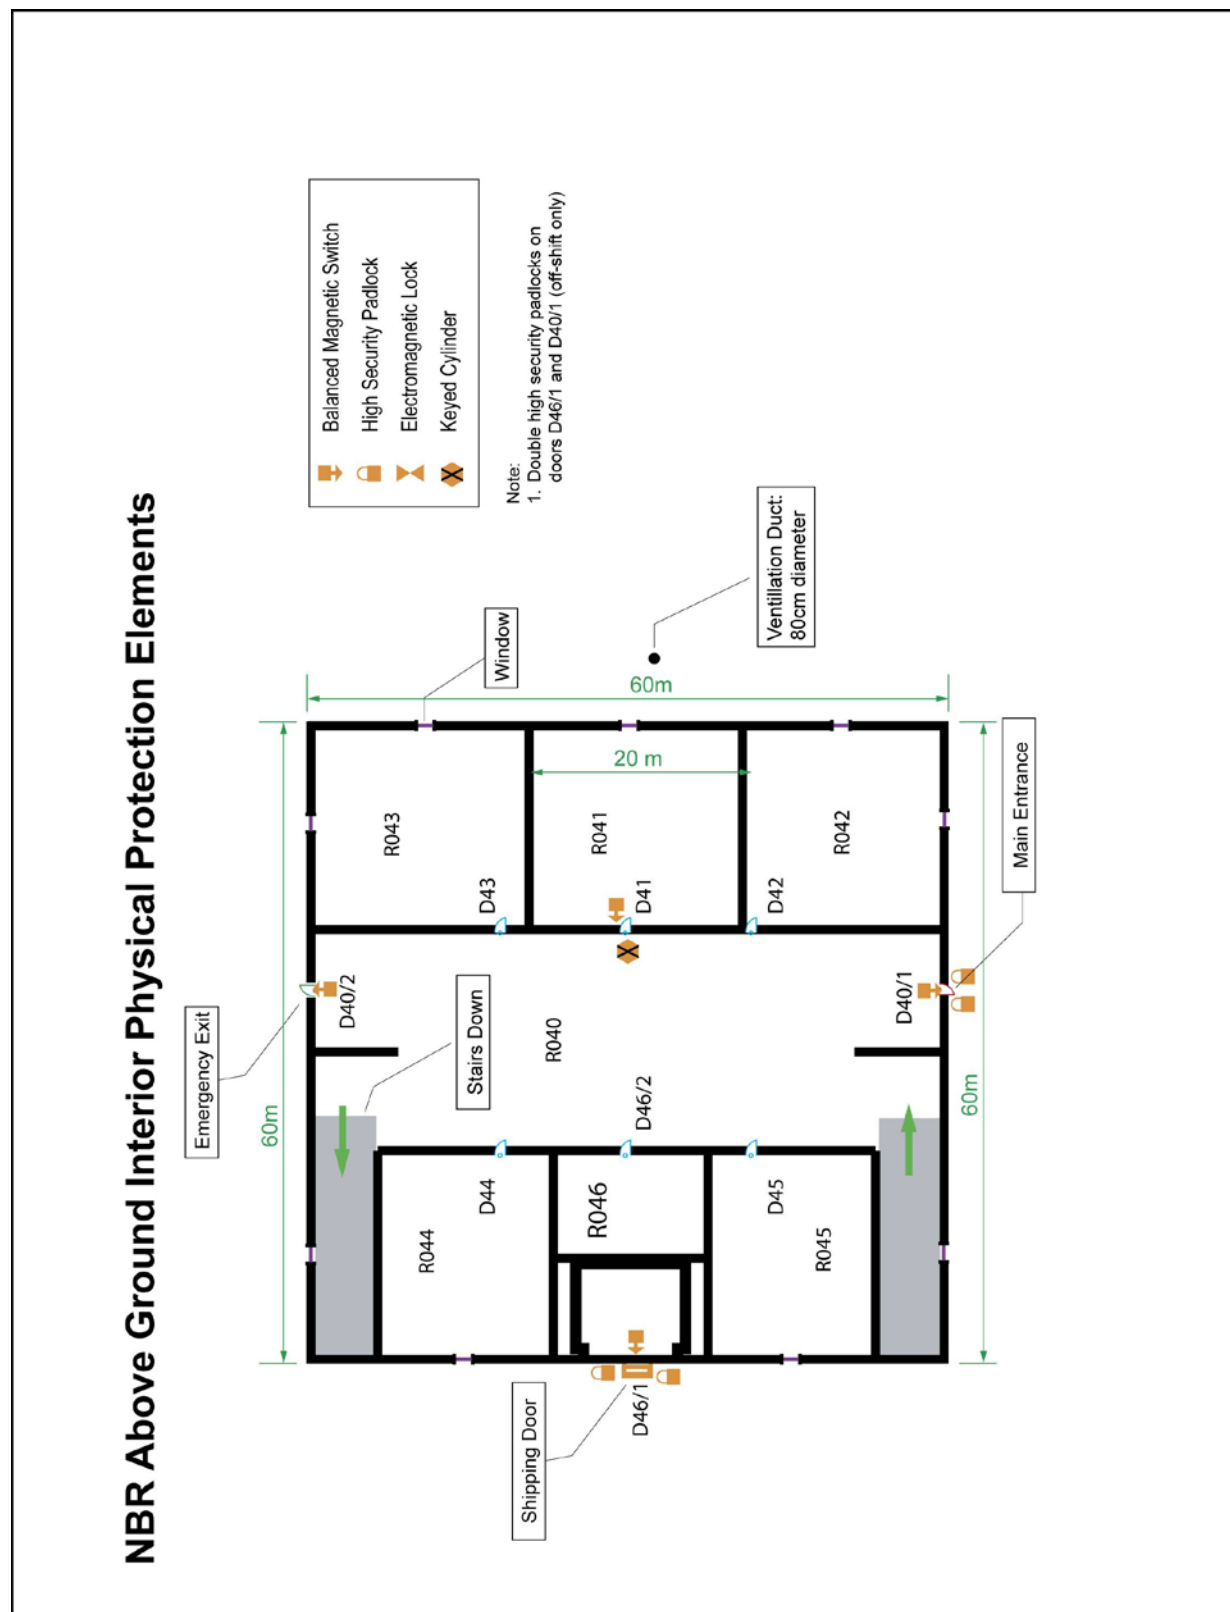 NBR Above Ground Interior Physical Protection Elements
Emergency Exit
Stairs Down
Window
60m
60m
D40/2
D43
R043
R044
D44
R040
R041
20 m
D41
R046
D46/2
R042
D42
D45
R045
D40/1
60m
Shipping Door
D46/1
Main Entrance
Ventillation Duct:
80cm diameter
Balanced Magnetic Switch
High Security Padlock
Electromagnetic Lock
Keyed Cylinder
Note:
1. Double high security padlocks on
doors D46/1 and D40/1 (off-shift only)